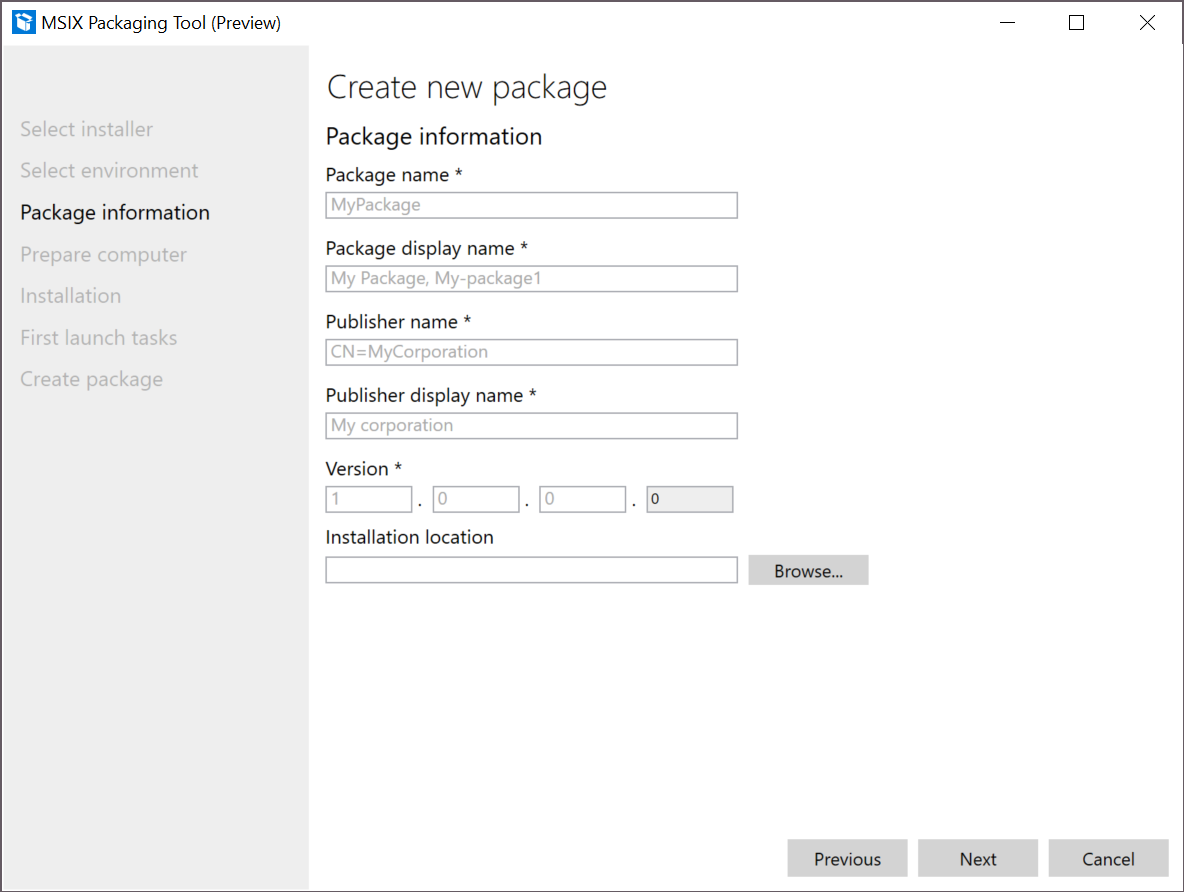 MSIX Packaging Tool (Preview)
Select installer
Select environment
Package information
Prepare computer
Installation
First launch tasks
Create package
Create new package
Package information
Package name *
MyPackage
Package display name *
My Package, My-package1
Publisher name *
CN=MyCorporation
Publisher display name *
My corporation
Version *
1 . 0 . 0 . 0
Installation location
Browse...
Previous Next Cancel